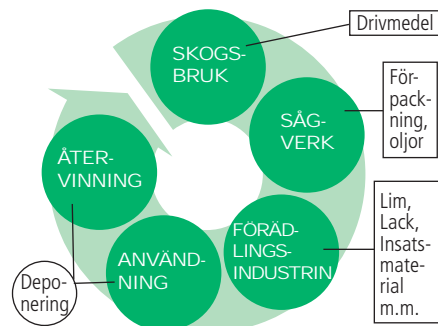 SKOGS-
BRUK
Drivmedel
SÅG-
VERK
För-
pack-
ning,
oljor
FÖRÄD-
LINGS-
INDUSTRIN
Lim,
Lack,
Insats-
mate-
rial
m.m.
ANVÄND-
NING
ÅTER-
VINNING
Depo-
nering